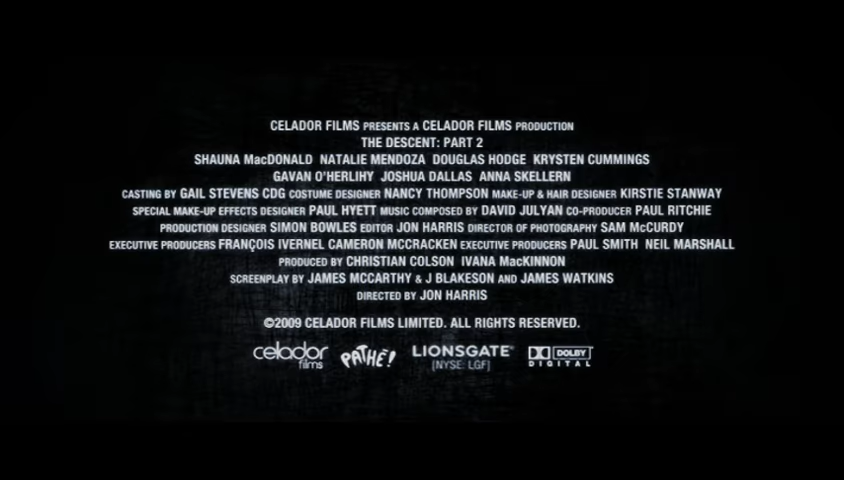 CELADOR FILMS PRESENTS A CELADOR FILMS PRODUCTION
THE DESCENT: PART 2
SHAUNA MacDONALD NATALIE MENDOZA DOUGLAS HODGE KRYSTEN CUMMINGS
GAVAN O'HERLIHY JOSHUA DALLAS ANNA SKELLERN
CASTING BY GAIL STEVENS CDG COSTUME DESIGNER NANCY THOMPSON MAKE-UP & HAIR DESIGNER KIRSTIE STANWAY
SPECIAL MAKE-UP EFFECTS DESIGNER PAUL HYETT MUSIC COMPOSED BY DAVID JULYAN CO-PRODUCER PAUL RITCHIE
PRODUCTION DESIGNER SIMON BOWLES EDITOR JON HARRIS DIRECTOR OF PHOTOGRAPHY SAM McCURDY
EXECUTIVE PRODUCERS FRANÇOIS IVERNEL CAMERON MCCRACKEN EXECUTIVE PRODUCERS PAUL SMITH NEIL MARSHALL
PRODUCED BY CHRISTIAN COLSON IVANA MacKINNON
SCREENPLAY BY JAMES MCCARTHY & J BLAKESON AND JAMES WATKINS
DIRECTED BY JON HARRIS
©2009 CELADOR FILMS LIMITED. ALL RIGHTS RESERVED.
celador films PATHE! LIONSGATE [NYSE: LGF] DOLBY DIGITAL